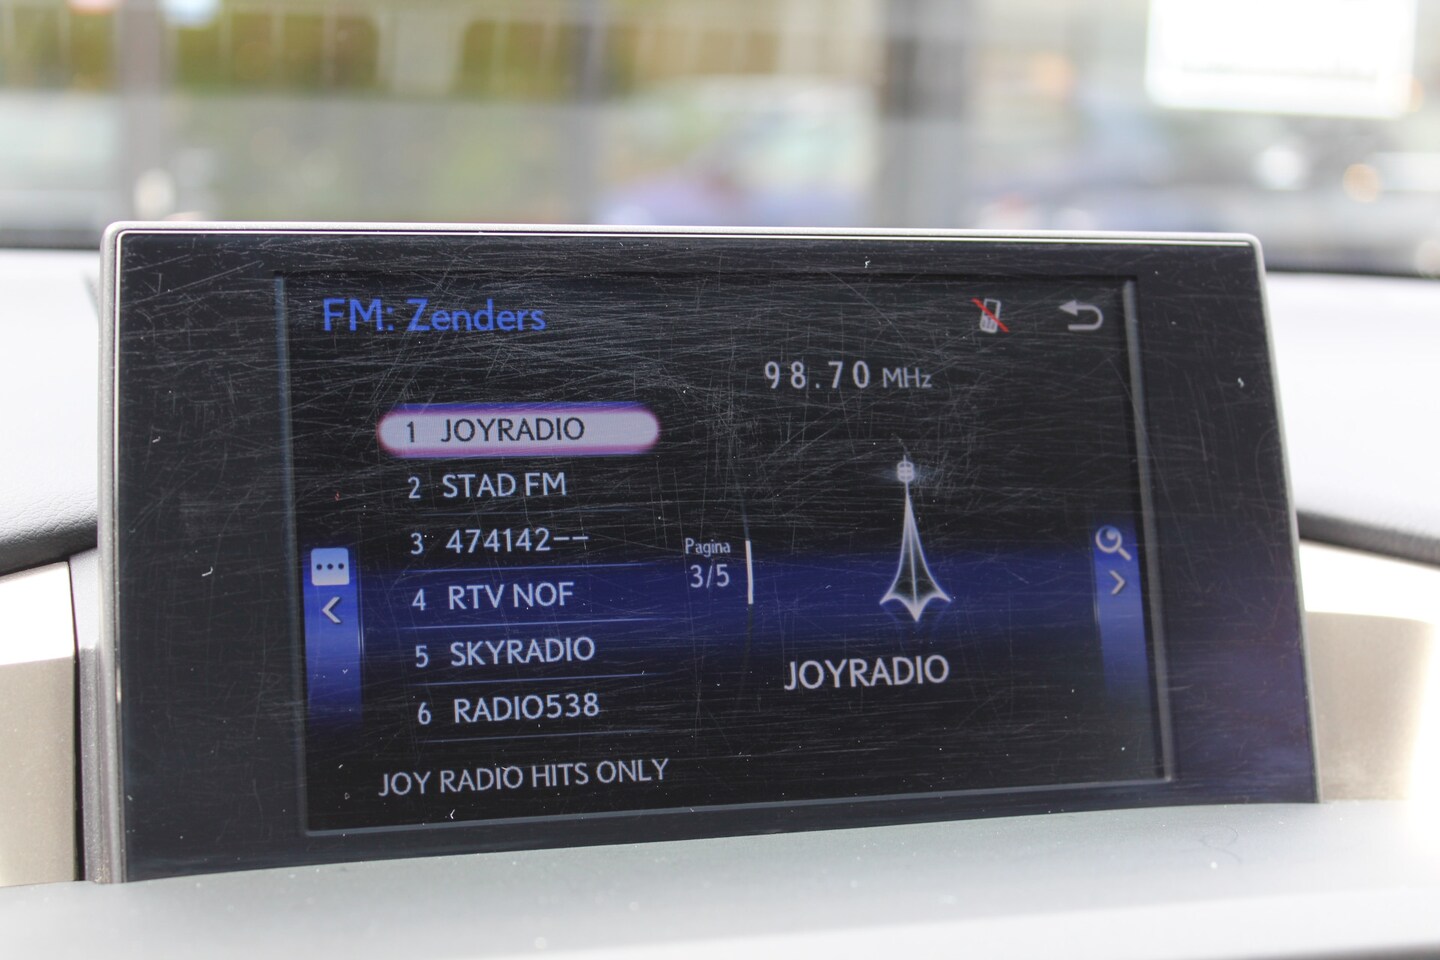 FM: Zenders
98.70 MHz
1 JOYRADIO
2 STAD FM
3 474142--
4 RTV NOF
5 SKYRADIO
6 RADIO538
Pagina
3/5
JOYRADIO
JOY RADIO HITS ONLY